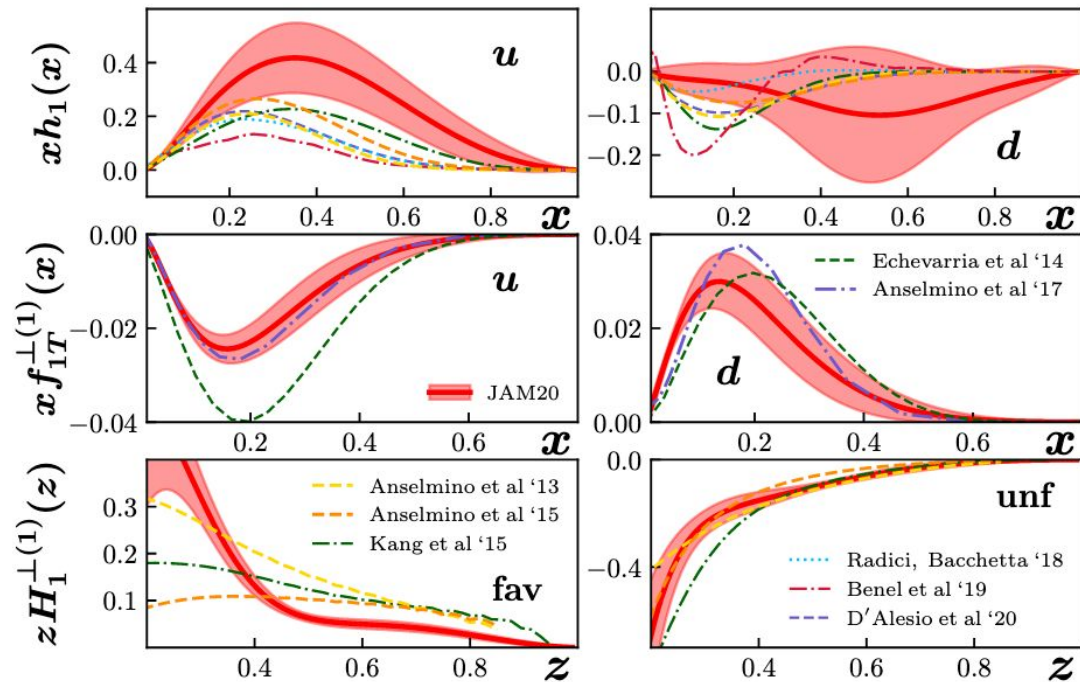 xh₁(x)
0.4
0.2
0.0
u
0.2 0.4 0.6 0.8 x
0.0
−0.1
−0.2
d
0.2 0.4 0.6 0.8 x
xf₁T⊥(1)(x)
0.00
−0.02
−0.04
u
JAM20
0.2 0.4 0.6 x
0.04
0.02
0.00
d
Echevarria et al ‘14
Anselmino et al ‘17
0.2 0.4 0.6 x
zH₁⊥(1)(z)
0.3
0.2
0.1
Anselmino et al ‘13
Anselmino et al ‘15
Kang et al ‘15
fav
0.4 0.6 0.8 z
0.0
−0.4
unf
Radici, Bacchetta ‘18
Benel et al ‘19
D′Alesio et al ‘20
0.4 0.6 0.8 z